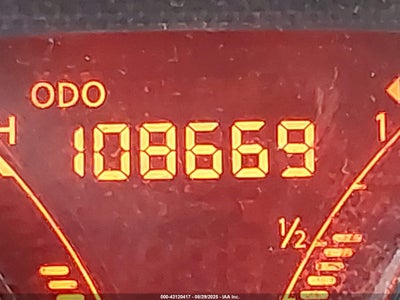 ODO
H 108669 1
1/2
000-43120417 - 08/29/2025 - IAA Inc.